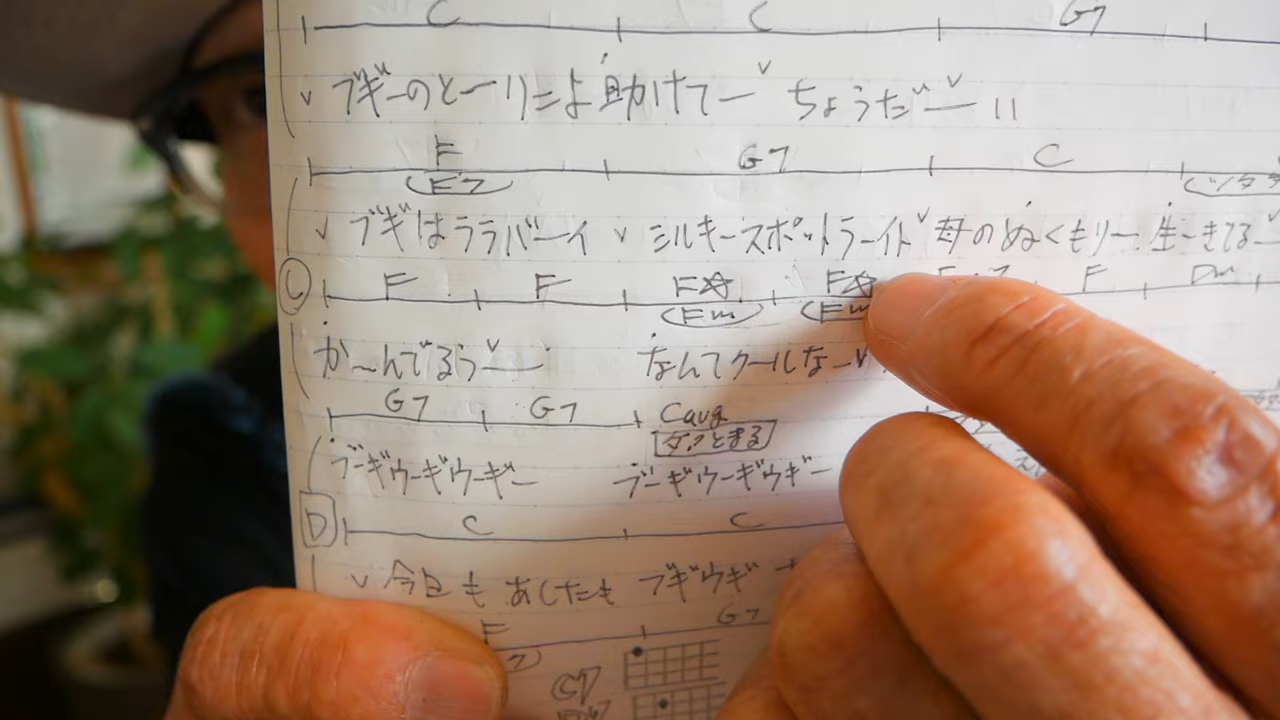 C C G7
ブギーのとーりによ助けてー ちょうだーい
F G7 C
(F7)
ブギはララバーイ シルキースポットラーイト 母のぬくもりー 生ーきてる
C F F F☆ F☆ F Dm
(Em) (Em
かーんでるうー なんてクールなー
G7 G7 Caug
ダッとまる
ブーギウーギウーギー ブーギウーギウギー
D C C
今日も あしたも ブギウギ
F G7
C7